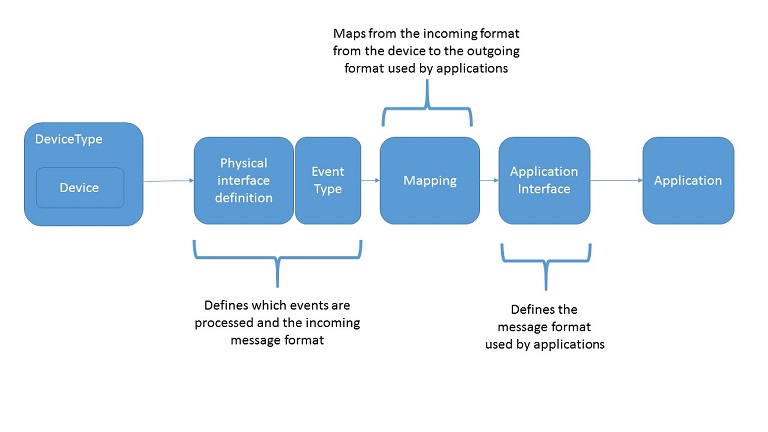 Maps from the incoming format
from the device to the outgoing
format used by applications
DeviceType
Device
Physical
interface
definition
Event
Type
Mapping
Application
Interface
Application
Defines which events are
processed and the incoming
message format
Defines the
message format
used by applications